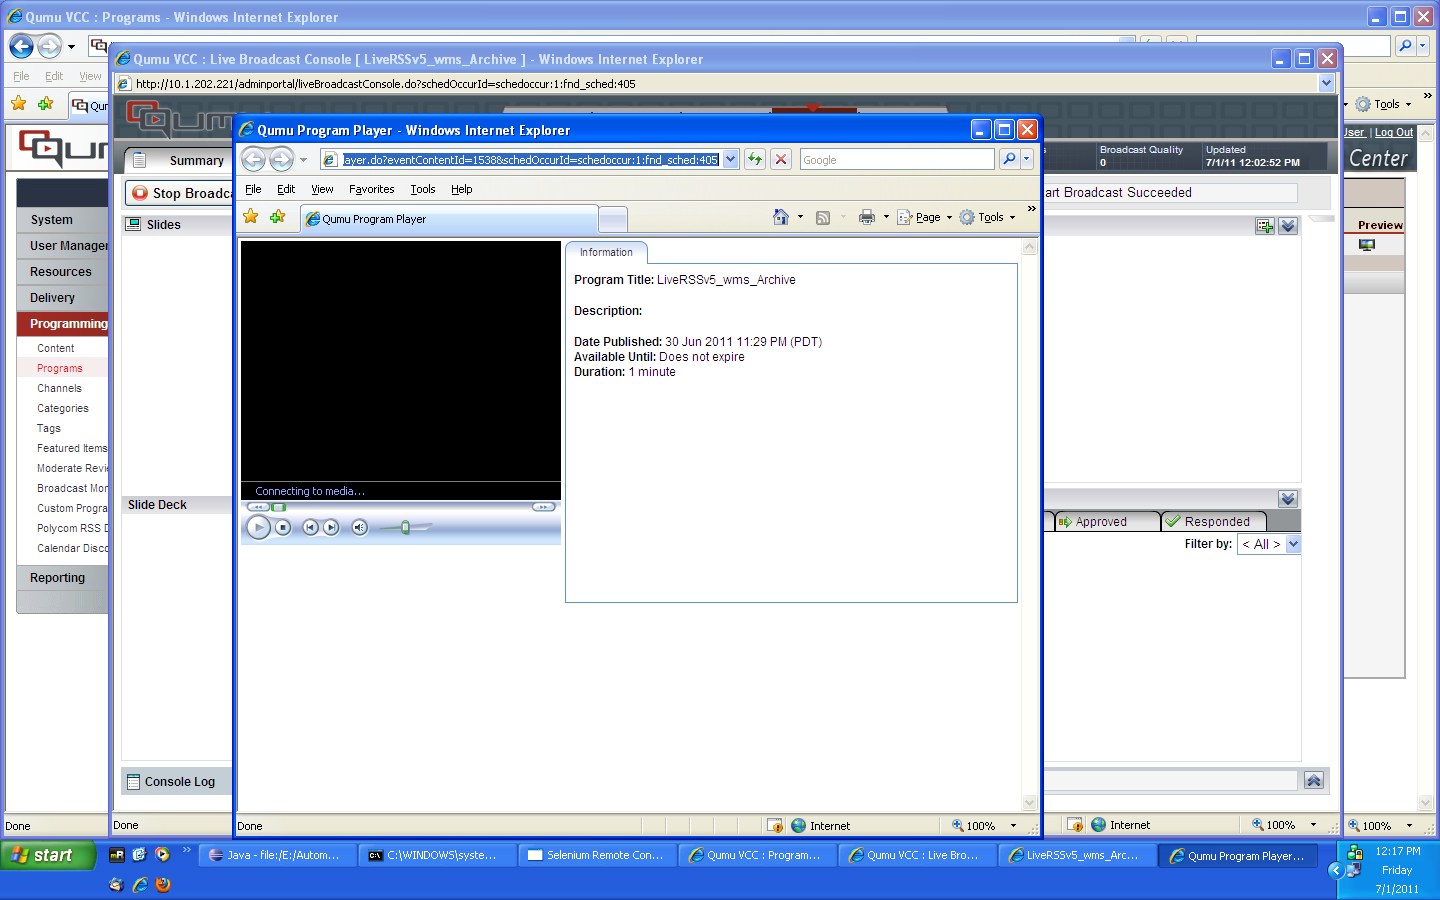 Qumu VCC : Programs - Windows Internet Explorer
File Edit View
Tools
Qumu VCC : Live Broadcast Console [ LiveRSSv5_wms_Archive ] - Windows Internet Explorer
http://10.1.202.221/adminportal/liveBroadcastConsole.do?schedOccurId=schedoccur:1:fnd_sched:405
User | Log Out
Center
Summary
Broadcast Quality
0
Updated
7/1/11 12:02:52 PM
Stop Broadca
art Broadcast Succeeded
Slides
Preview
Qumu Program Player - Windows Internet Explorer
ayer.do?eventContentId=1538&schedOccurId=schedoccur:1:fnd_sched:405
Google
File Edit View Favorites Tools Help
Qumu Program Player
Page Tools
Information
Program Title: LiveRSSv5_wms_Archive
Description:
Date Published: 30 Jun 2011 11:29 PM (PDT)
Available Until: Does not expire
Duration: 1 minute
Connecting to media...
System
User Manager
Resources
Delivery
Programming
Content
Programs
Channels
Categories
Tags
Featured Items
Moderate Revi
Broadcast Mor
Custom Progra
Polycom RSS D
Calendar Disco
Reporting
Slide Deck
Approved
Responded
Filter by: < All >
Console Log
Done
Done
Done
Internet
100%
Internet
100%
100%
start
Java - file:/E:/Autom...
C:\WINDOWS\syste...
Selenium Remote Con...
Qumu VCC : Program...
Qumu VCC : Live Bro...
LiveRSSv5_wms_Arc...
Qumu Program Player...
12:17 PM
Friday
7/1/2011